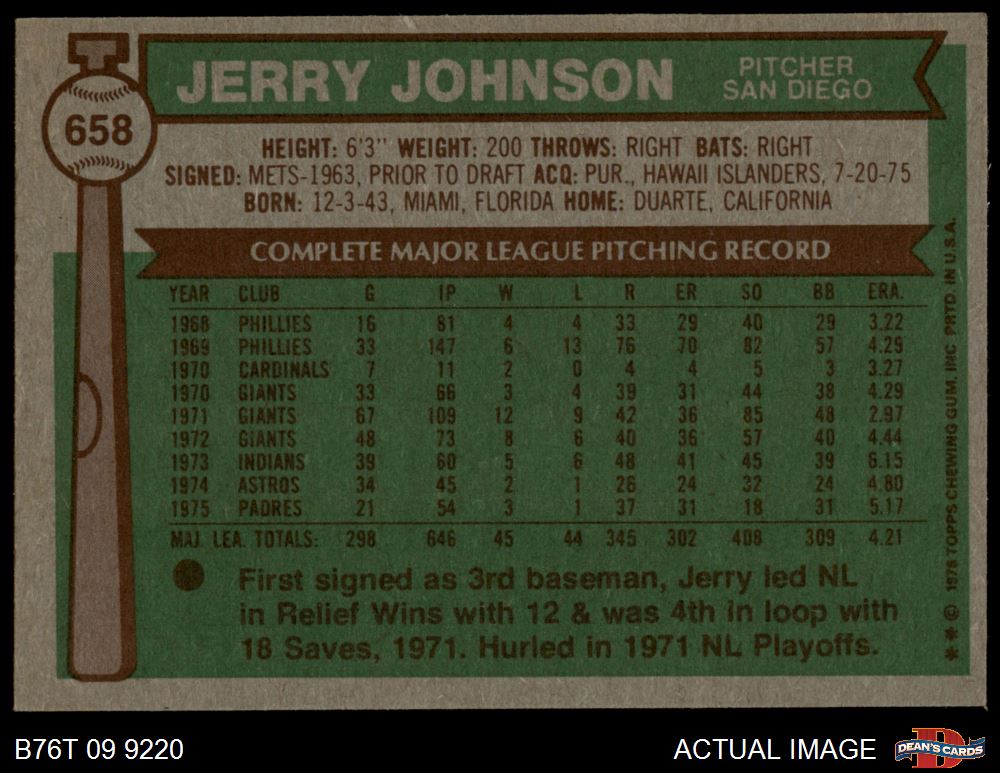 JERRY JOHNSON
PITCHER
SAN DIEGO
658
HEIGHT: 6'3" WEIGHT: 200 THROWS: RIGHT BATS: RIGHT
SIGNED: METS-1963, PRIOR TO DRAFT ACQ: PUR., HAWAII ISLANDERS, 7-20-75
BORN: 12-3-43, MIAMI, FLORIDA HOME: DUARTE, CALIFORNIA
COMPLETE MAJOR LEAGUE PITCHING RECORD
YEAR CLUB G IP W L R ER SO BB ERA.
1968 PHILLIES 16 81 4 4 33 29 40 29 3.22
1969 PHILLIES 33 147 6 13 76 70 82 57 4.29
1970 CARDINALS 7 11 2 0 4 4 5 3 3.27
1970 GIANTS 33 66 3 4 39 31 44 38 4.29
1971 GIANTS 67 109 12 9 42 36 85 48 2.97
1972 GIANTS 48 73 8 6 40 36 57 40 4.44
1973 INDIANS 39 60 5 6 48 41 45 39 6.15
1974 ASTROS 34 45 2 1 26 24 32 24 4.80
1975 PADRES 21 54 3 1 37 31 18 31 5.17
MAJ. LEA. TOTALS: 298 646 45 44 345 302 408 309 4.21
First signed as 3rd baseman, Jerry led NL
in Relief Wins with 12 & was 4th in loop with
18 Saves, 1971. Hurled in 1971 NL Playoffs.
** © 1976 TOPPS CHEWING GUM, INC PRTD. IN U.S.A.
B76T 09 9220
ACTUAL IMAGE
D
DEAN'S CARDS